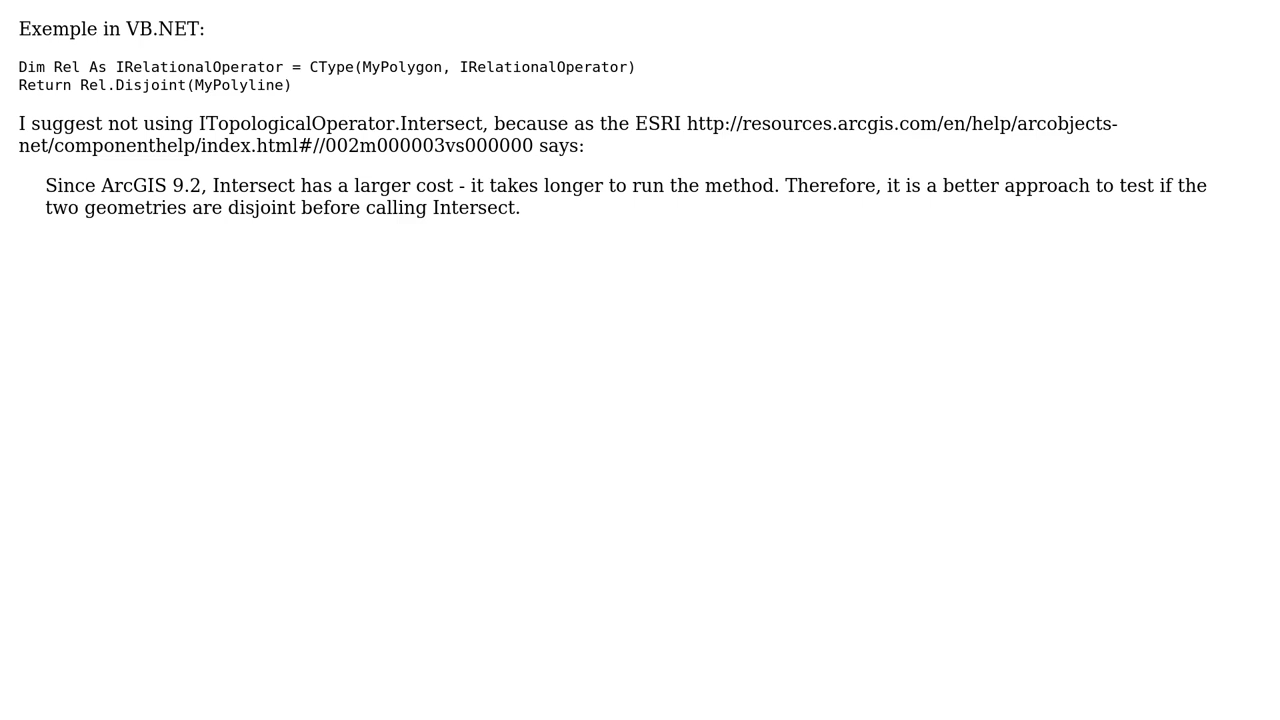 Exemple in VB.NET:
Dim Rel As IRelationalOperator = CType(MyPolygon, IRelationalOperator)
Return Rel.Disjoint(MyPolyline)
I suggest not using ITopologicalOperator.Intersect, because as the ESRI http://resources.arcgis.com/en/help/arcobjects-
net/componenthelp/index.html#//002m000003vs000000 says:
Since ArcGIS 9.2, Intersect has a larger cost - it takes longer to run the method. Therefore, it is a better approach to test if the
two geometries are disjoint before calling Intersect.